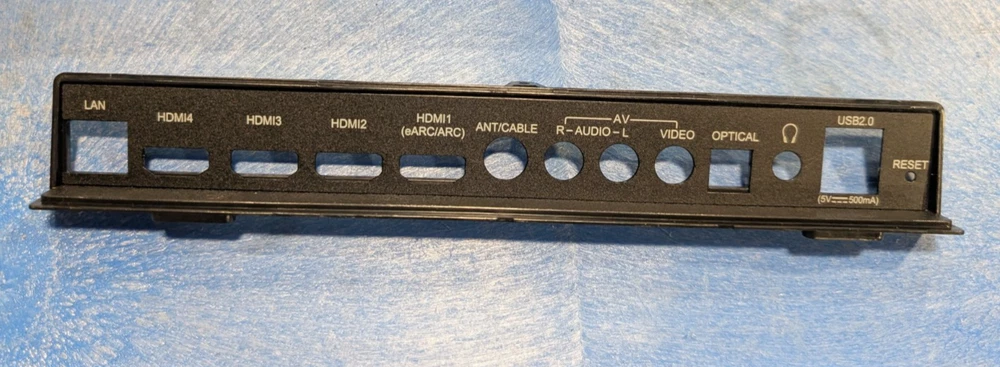 LAN
HDMI4
HDMI3
HDMI2
HDMI1
(eARC/ARC)
ANT/CABLE
AV
R-AUDIO-L
VIDEO
OPTICAL
USB2.0
(5V⎓500mA)
RESET